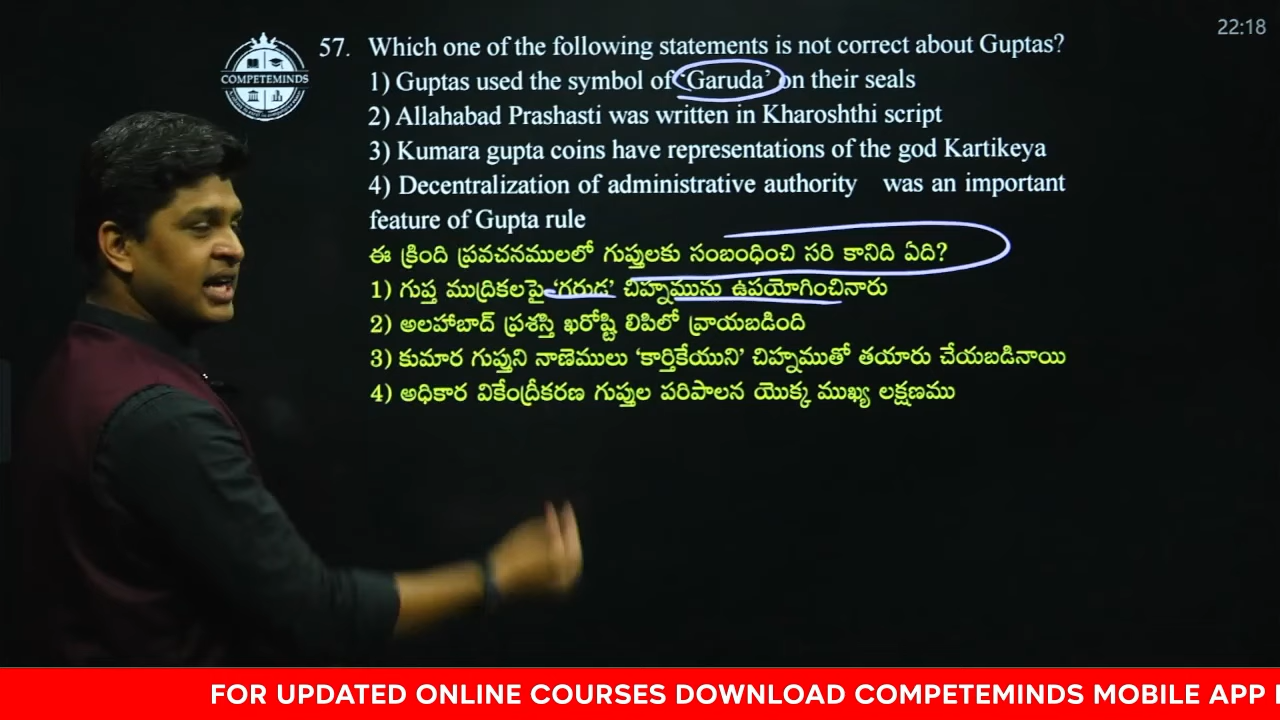 22:18
COMPETEMINDS
57. Which one of the following statements is not correct about Guptas?
1) Guptas used the symbol of 'Garuda' on their seals
2) Allahabad Prashasti was written in Kharoshthi script
3) Kumara gupta coins have representations of the god Kartikeya
4) Decentralization of administrative authority was an important
feature of Gupta rule
ఈ క్రింది ప్రవచనములలో గుప్తులకు సంబంధించి సరి కానిది ఏది?
1) గుప్త ముద్రికలపై 'గరుడ' చిహ్నమును ఉపయోగించినారు
2) అలహాబాద్ ప్రశస్తి ఖరోష్టి లిపిలో వ్రాయబడింది
3) కుమార గుప్తుని నాణెములు 'కార్తికేయుని' చిహ్నముతో తయారు చేయబడినాయి
4) అధికార వికేంద్రీకరణ గుప్తుల పరిపాలన యొక్క ముఖ్య లక్షణము
FOR UPDATED ONLINE COURSES DOWNLOAD COMPETEMINDS MOBILE APP